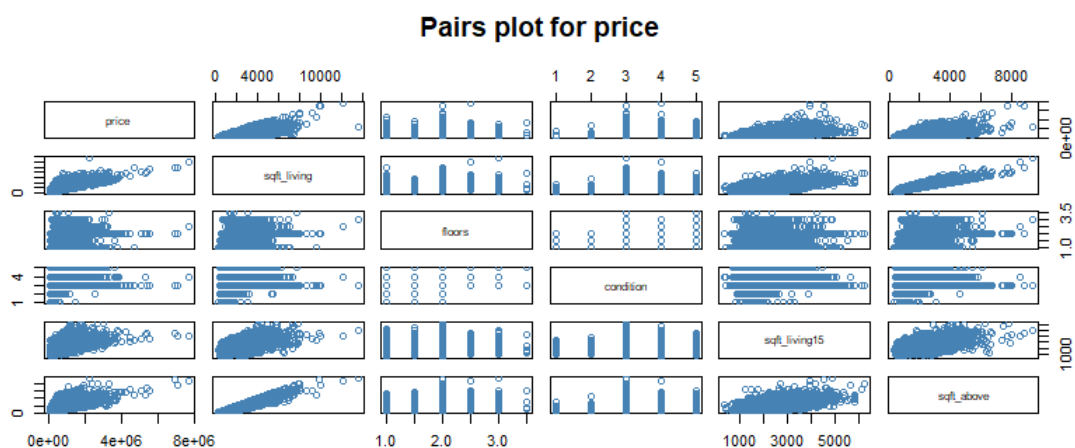 Pairs plot for price
0 4000 10000
1 2 3 4 5
0 4000 8000
price
0e+00
0
sqft_living
floors
1.0 3.5
1 4
condition
sqft_living15
1000
0
sqft_above
0e+00 4e+06 8e+06
1.0 2.0 3.0
1000 3000 5000